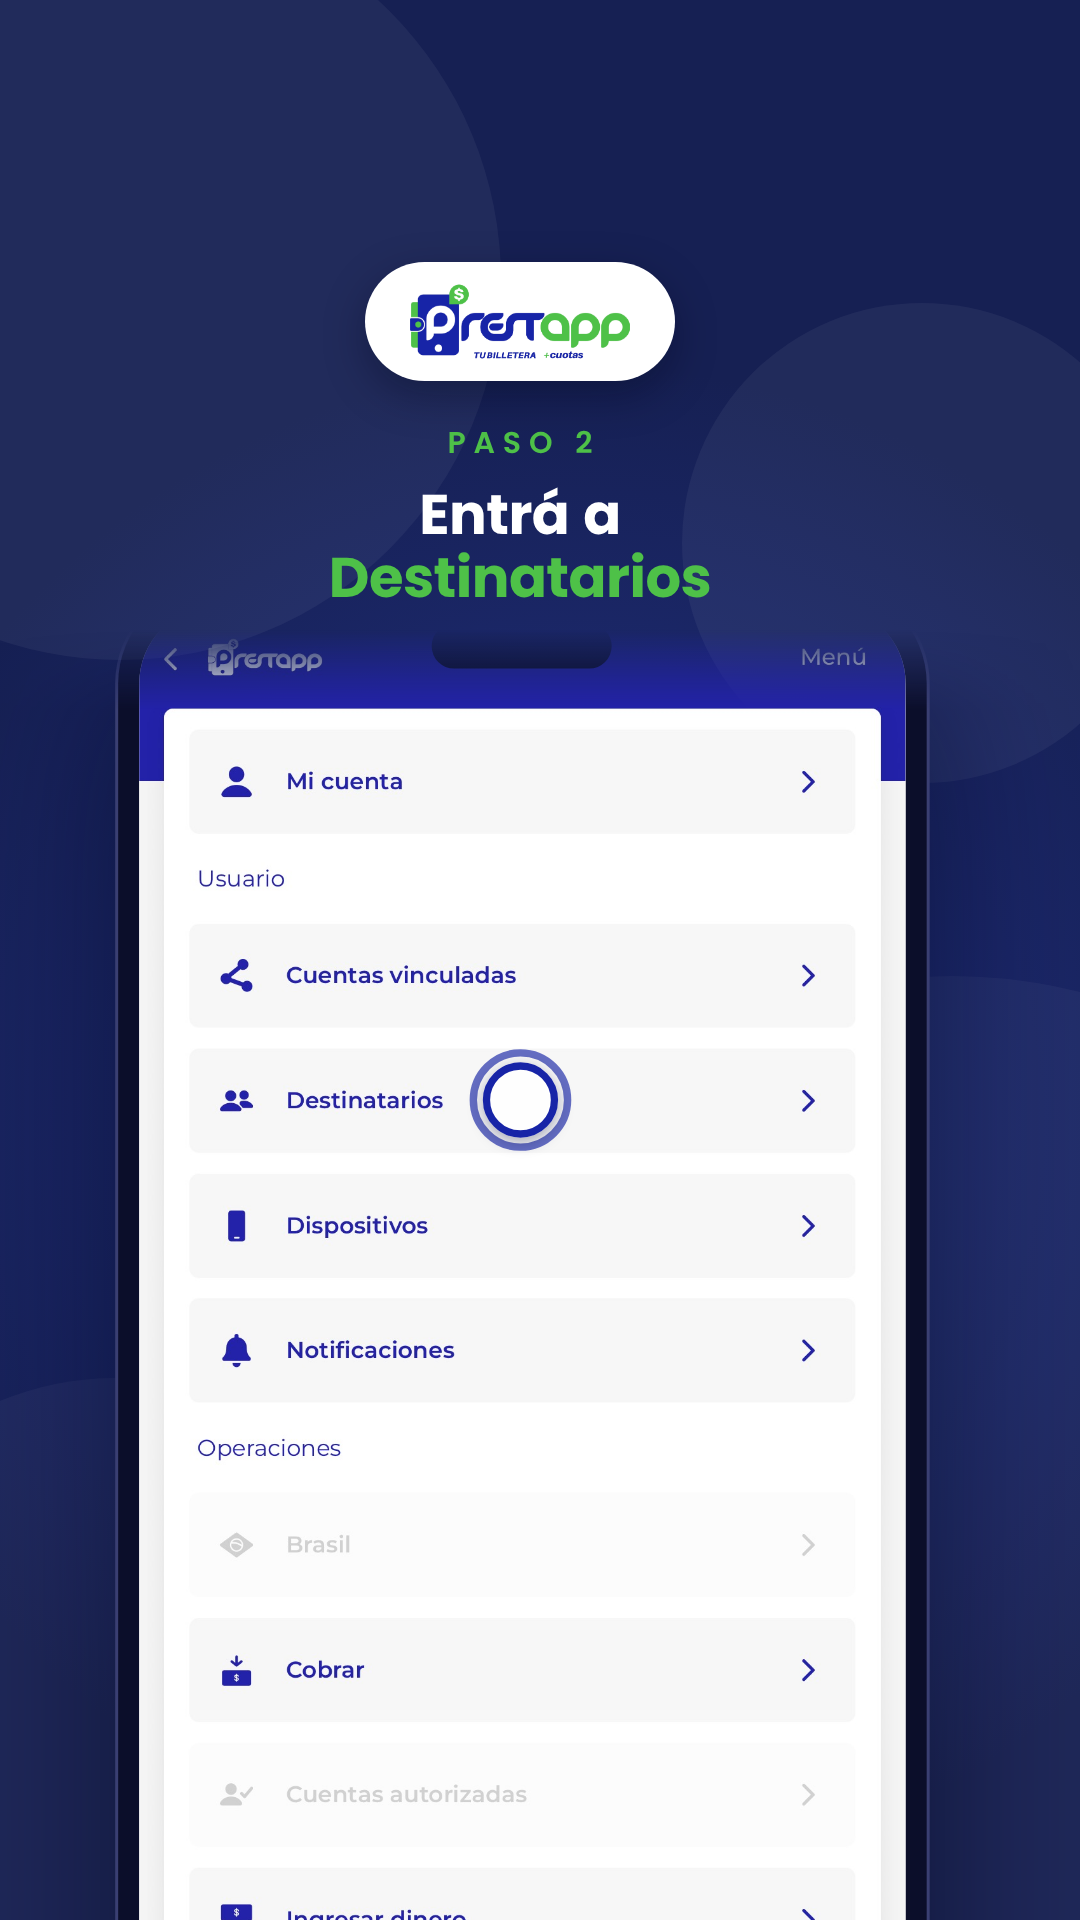 Prestapp
TU BILLETERA +cuotas
PASO 2
Entrá a
Destinatarios
Prestapp
Menú
Mi cuenta
Usuario
Cuentas vinculadas
Destinatarios
Dispositivos
Notificaciones
Operaciones
Brasil
Cobrar
Cuentas autorizadas
Ingresar dinero